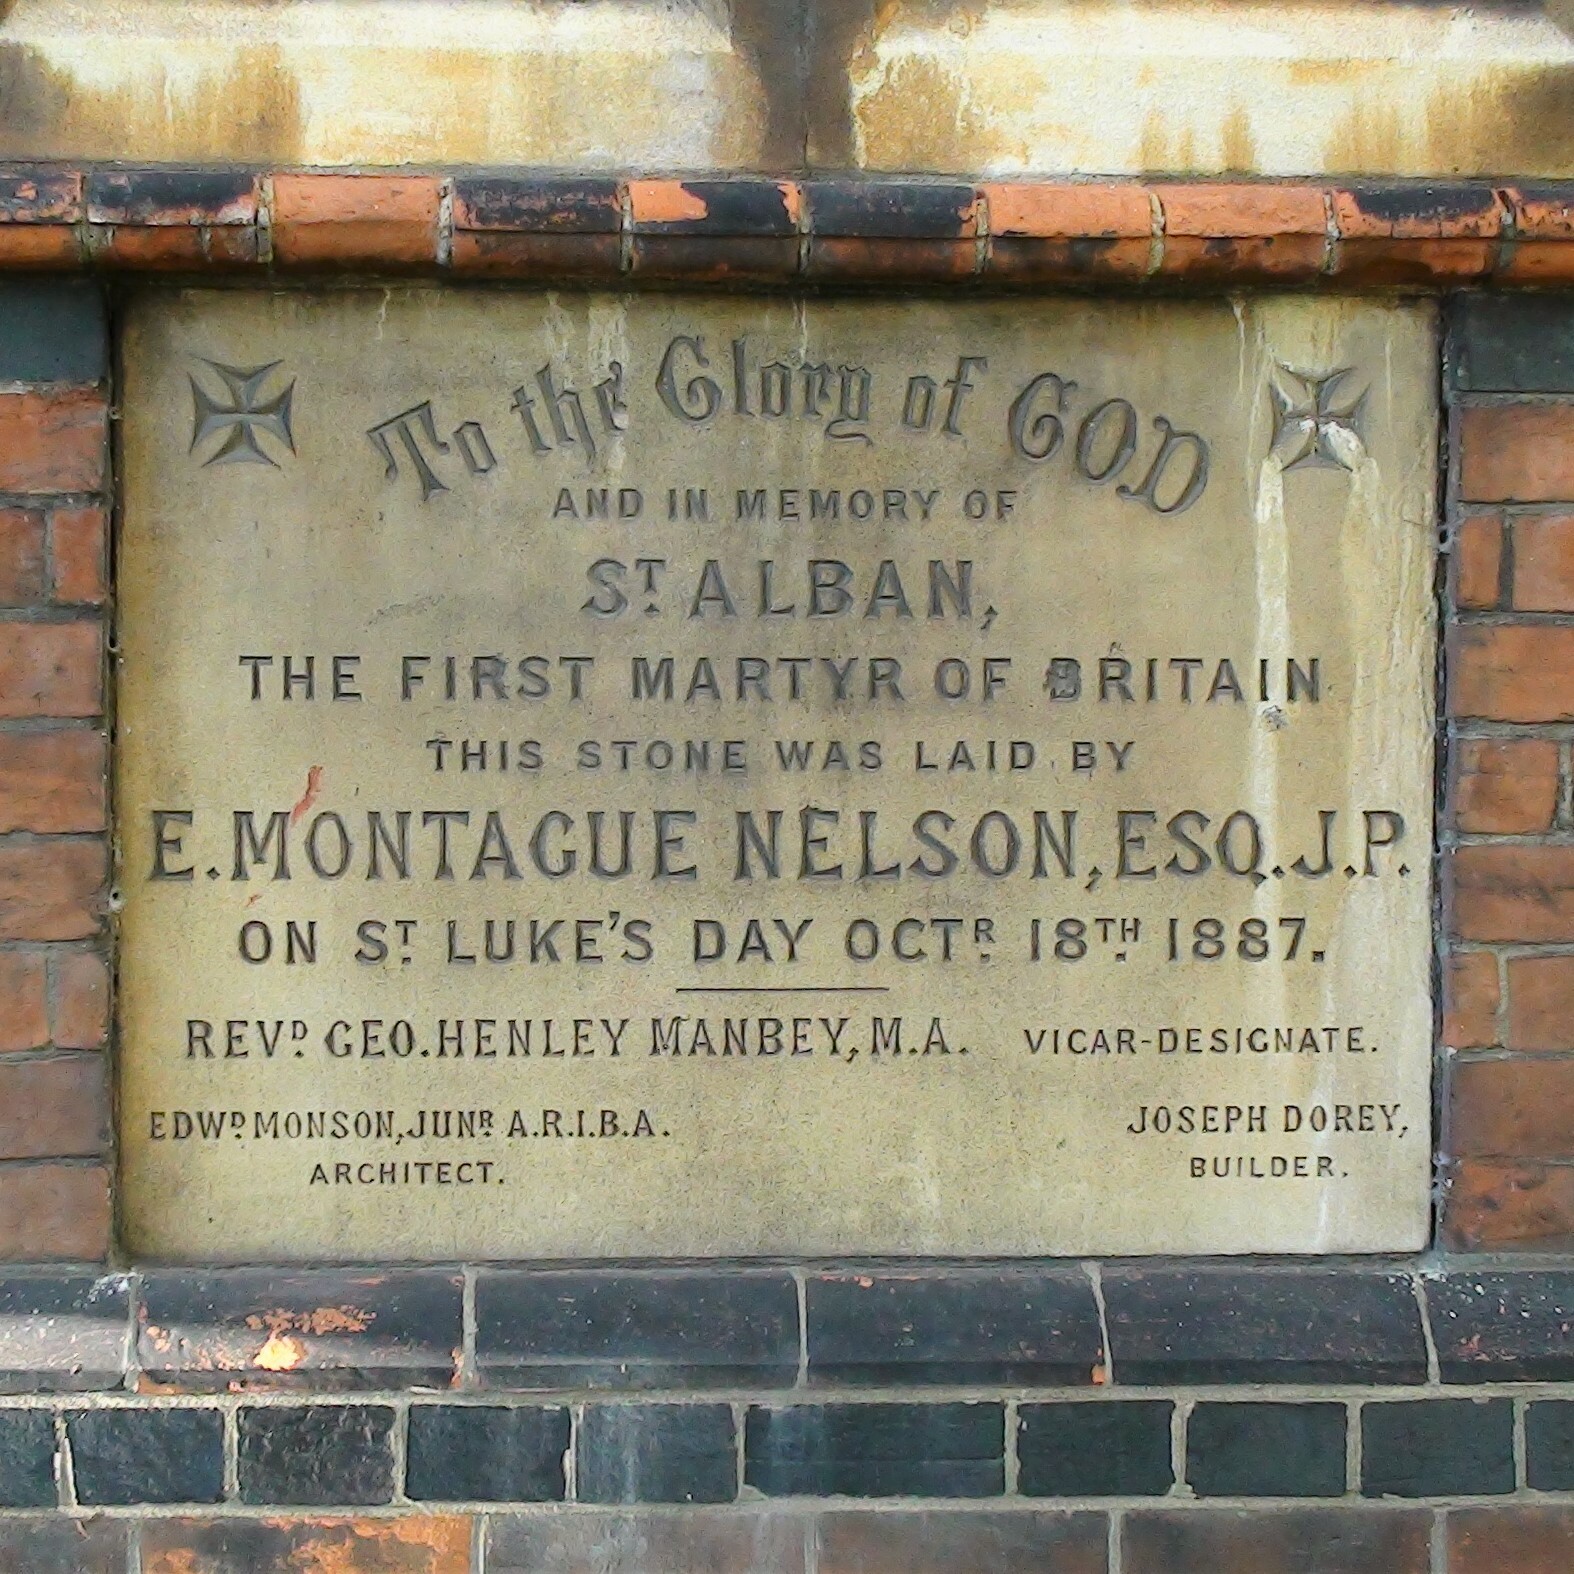 To the Glory of GOD
AND IN MEMORY OF
ST. ALBAN,
THE FIRST MARTYR OF BRITAIN
THIS STONE WAS LAID BY
E. MONTAGUE NELSON, ESQ. J.P.
ON ST. LUKE'S DAY OCTR. 18TH. 1887.
REVD. GEO. HENLEY MANBEY, M.A. VICAR-DESIGNATE.
EDWD. MONSON, JUNR. A.R.I.B.A. JOSEPH DOREY,
ARCHITECT. BUILDER.